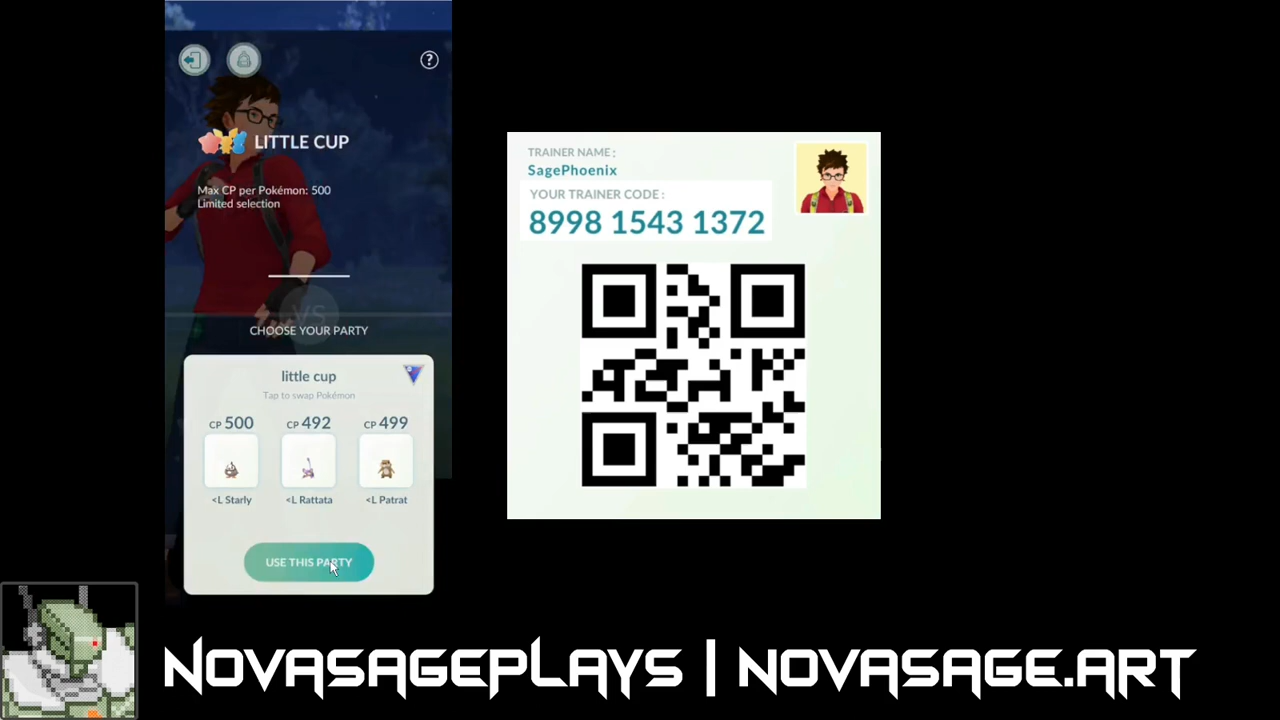 ?
LITTLE CUP
Max CP per Pokémon: 500
Limited selection
VS
CHOOSE YOUR PARTY
little cup
Tap to swap Pokémon
CP 500 CP 492 CP 499
<L Starly <L Rattata <L Patrat
USE THIS PARTY
TRAINER NAME :
SagePhoenix
YOUR TRAINER CODE :
8998 1543 1372
NOVASAGEPLAYS | NOVASAGE.ART